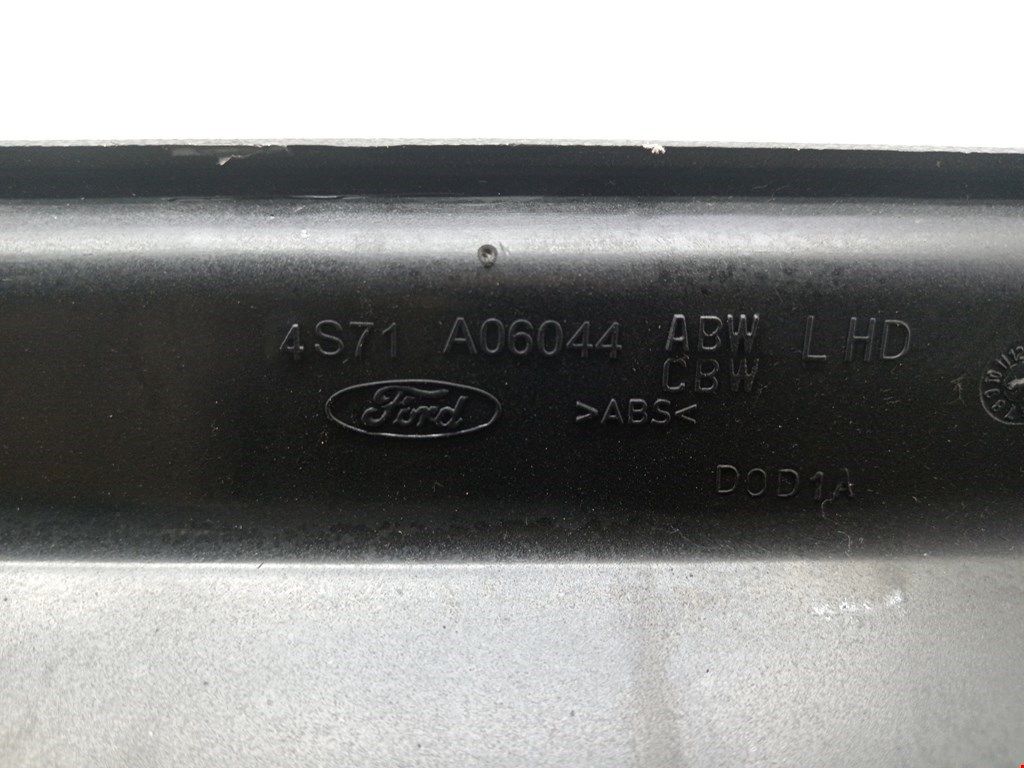 4S71 A06044 ABW LHD
CBW
Ford
>ABS<
D0D1A